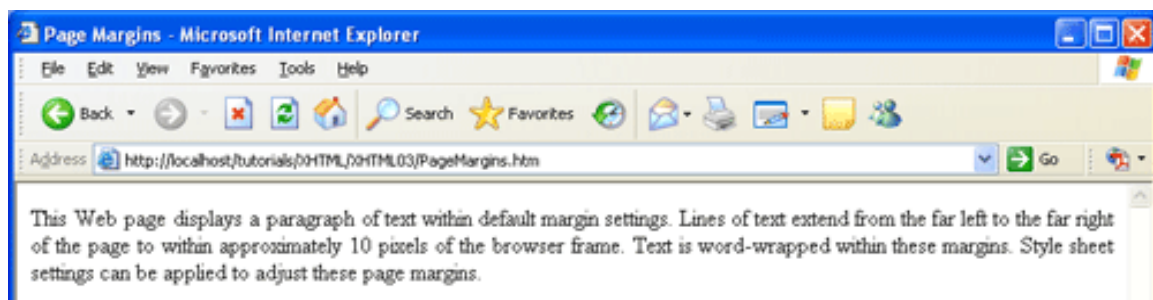 Page Margins - Microsoft Internet Explorer
File Edit View Favorites Tools Help
Back Search Favorites
Address http://localhost/tutorials/XHTML/XHTML03/PageMargins.htm Go
This Web page displays a paragraph of text within default margin settings. Lines of text extend from the far left to the far right
of the page to within approximately 10 pixels of the browser frame. Text is word-wrapped within these margins. Style sheet
settings can be applied to adjust these page margins.